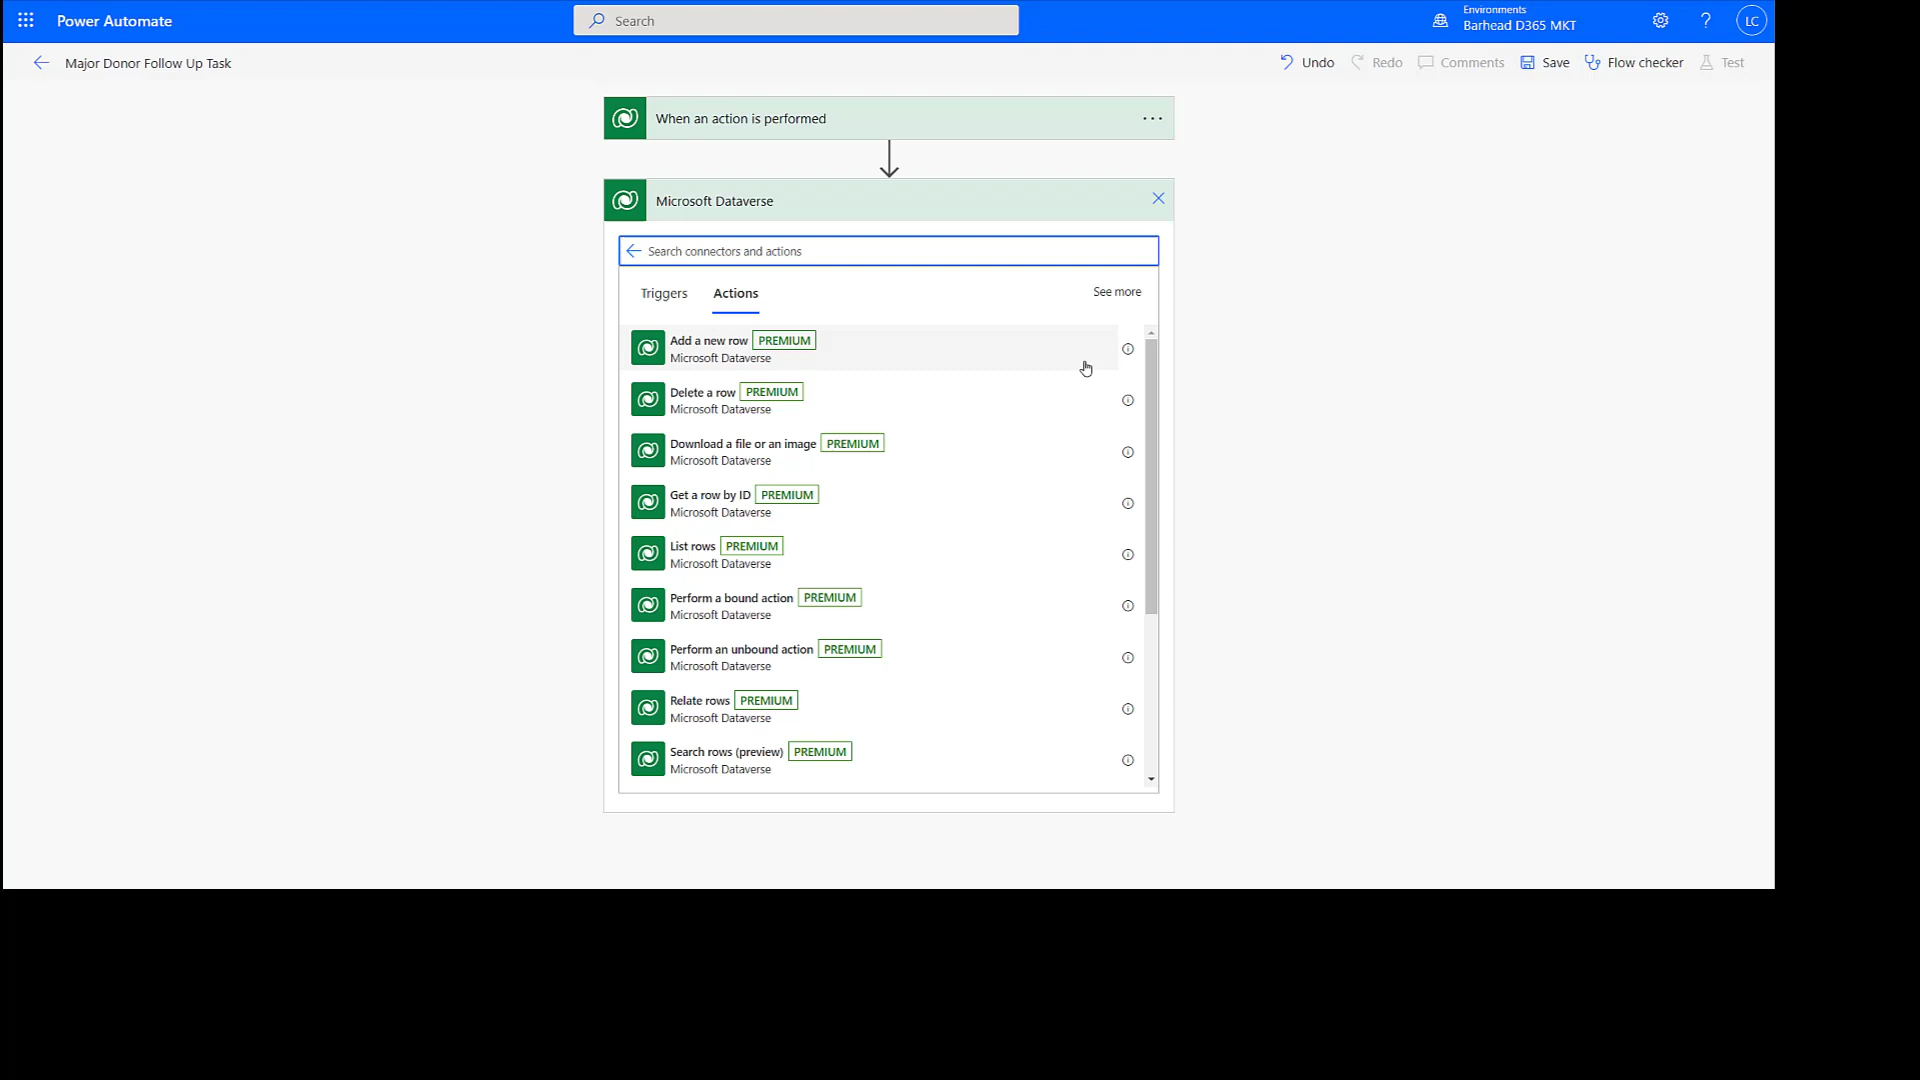 Power Automate
Search
Environments
Barhead D365 MKT
?
LC
Major Donor Follow Up Task
Undo
Redo
Comments
Save
Flow checker
Test
When an action is performed
...
Microsoft Dataverse
Search connectors and actions
Triggers
Actions
See more
Add a new row PREMIUM
Microsoft Dataverse
Delete a row PREMIUM
Microsoft Dataverse
Download a file or an image PREMIUM
Microsoft Dataverse
Get a row by ID PREMIUM
Microsoft Dataverse
List rows PREMIUM
Microsoft Dataverse
Perform a bound action PREMIUM
Microsoft Dataverse
Perform an unbound action PREMIUM
Microsoft Dataverse
Relate rows PREMIUM
Microsoft Dataverse
Search rows (preview) PREMIUM
Microsoft Dataverse